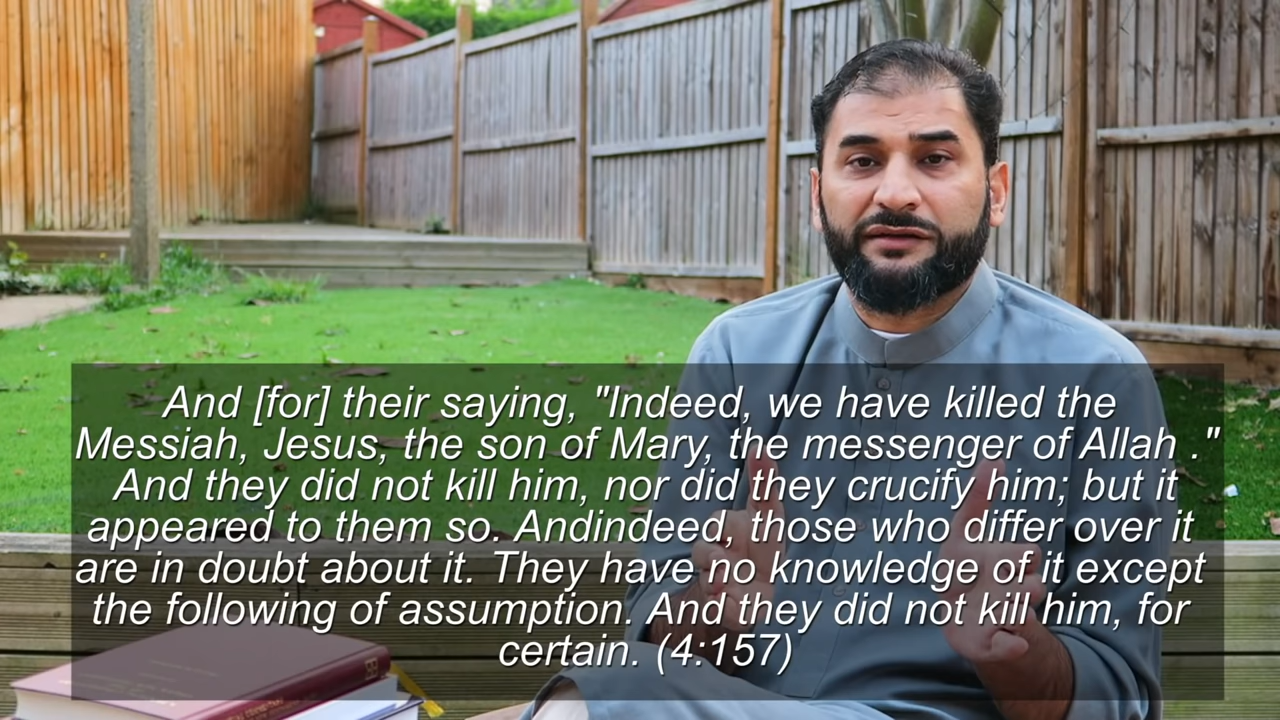 And [for] their saying, "Indeed, we have killed the
Messiah, Jesus, the son of Mary, the messenger of Allah ."
And they did not kill him, nor did they crucify him; but it
appeared to them so. Andindeed, those who differ over it
are in doubt about it. They have no knowledge of it except
the following of assumption. And they did not kill him, for
certain. (4:157)